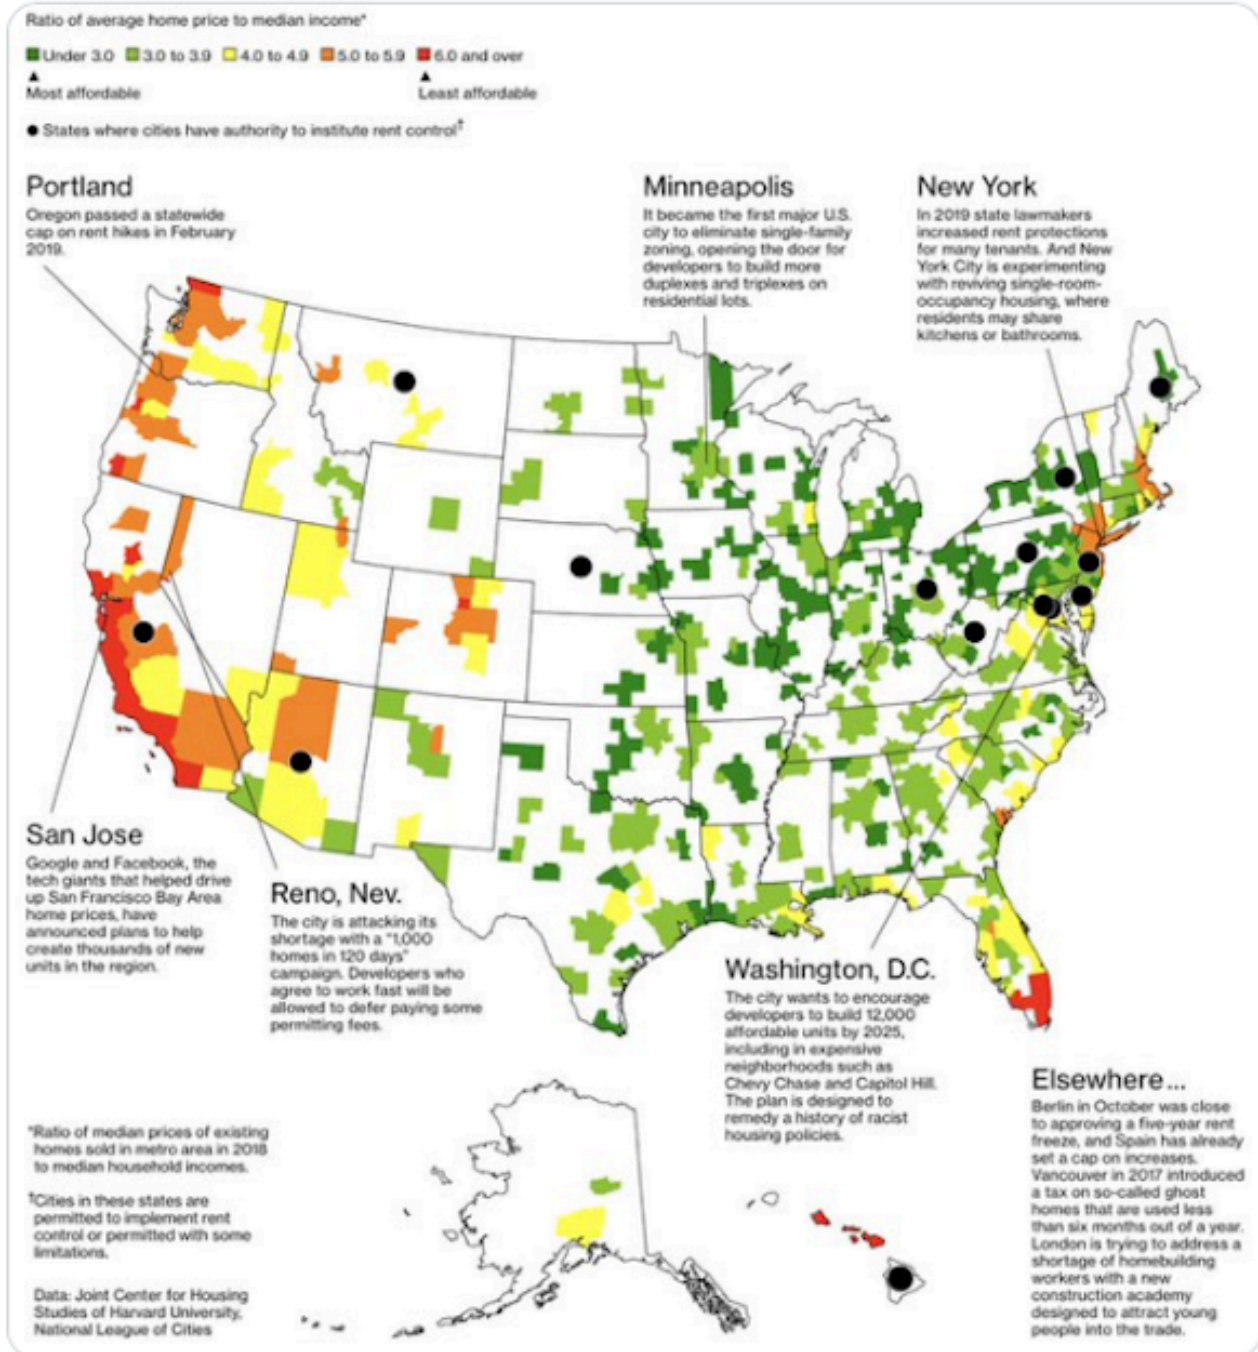 Ratio of average home price to median income*
Under 3.0 3.0 to 3.9 4.0 to 4.9 5.0 to 5.9 6.0 and over
▲ ▲
Most affordable Least affordable
● States where cities have authority to institute rent control†
Portland
Oregon passed a statewide
cap on rent hikes in February
2019.
Minneapolis
It became the first major U.S.
city to eliminate single-family
zoning, opening the door for
developers to build more
duplexes and triplexes on
residential lots.
New York
In 2019 state lawmakers
increased rent protections
for many tenants. And New
York City is experimenting
with reviving single-room-
occupancy housing, where
residents may share
kitchens or bathrooms.
San Jose
Google and Facebook, the
tech giants that helped drive
up San Francisco Bay Area
home prices, have
announced plans to help
create thousands of new
units in the region.
Reno, Nev.
The city is attacking its
shortage with a "1,000
homes in 120 days"
campaign. Developers who
agree to work fast will be
allowed to defer paying some
permitting fees.
Washington, D.C.
The city wants to encourage
developers to build 12,000
affordable units by 2025,
including in expensive
neighborhoods such as
Chevy Chase and Capitol Hill.
The plan is designed to
remedy a history of racist
housing policies.
Elsewhere...
Berlin in October was close
to approving a five-year rent
freeze, and Spain has already
set a cap on increases.
Vancouver in 2017 introduced
a tax on so-called ghost
homes that are used less
than six months out of a year.
London is trying to address a
shortage of homebuilding
workers with a new
construction academy
designed to attract young
people into the trade.
*Ratio of median prices of existing
homes sold in metro area in 2018
to median household incomes.
†Cities in these states are
permitted to implement rent
control or permitted with some
limitations.
Data: Joint Center for Housing
Studies of Harvard University,
National League of Cities